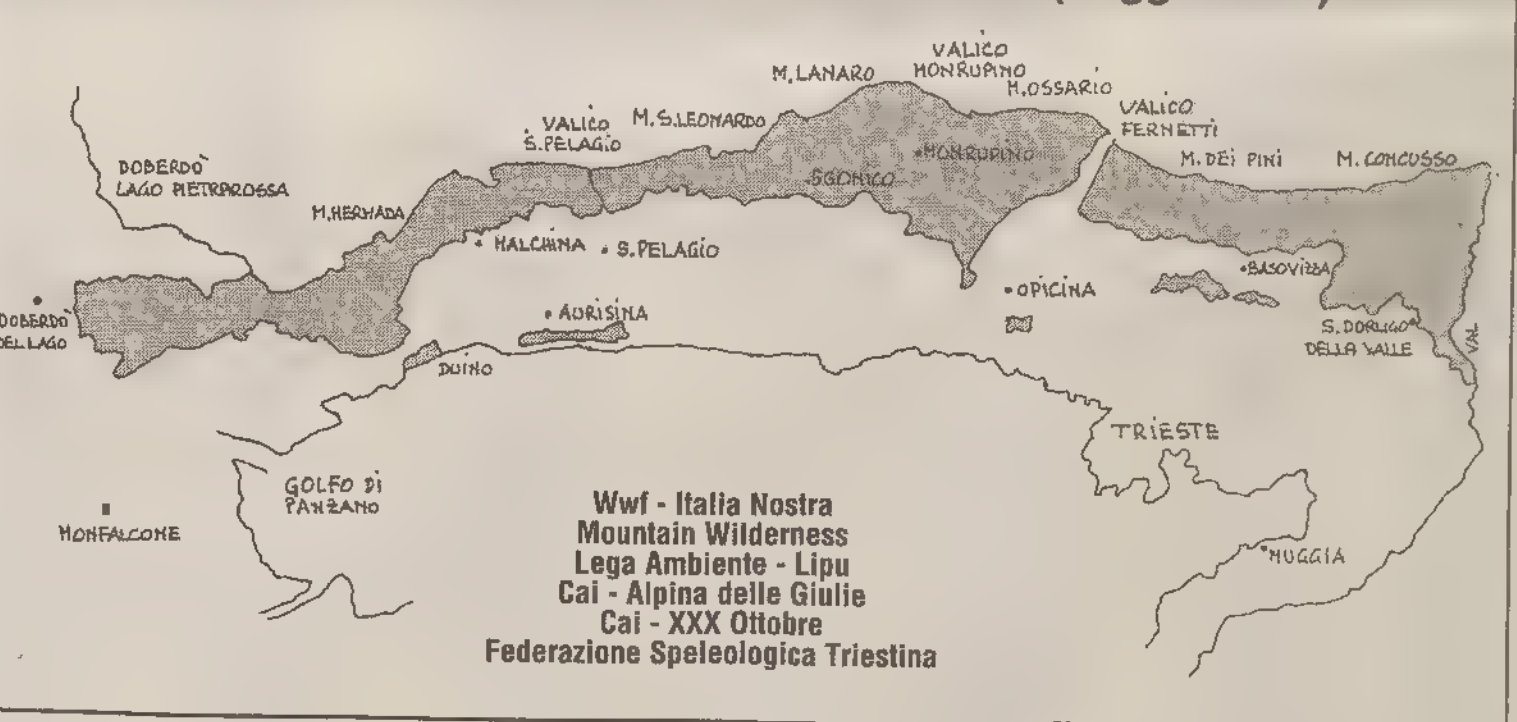 VALICO
MONRUPINO
M. LANARO
M. OSSARIO
VALICO
FERNETTI
VALICO
S. PELAGIO
M. S. LEONARDO
M. DEI PINI
M. CONCUSSO
DOBERDÒ
LAGO PIETRAROSSA
MONRUPINO
SGONICO
M. HERMADA
MALCHINA
S. PELAGIO
BASOVIZZA
OPICINA
DOBERDÒ
DEL LAGO
AURISINA
S. DORLIGO
DELLA VALLE
VAL
DUINO
TRIESTE
GOLFO DI
PANZANO
MONFALCONE
MUGGIA
Wwf - Italia Nostra
Mountain Wilderness
Lega Ambiente - Lipu
Cai - Alpina delle Giulie
Cai - XXX Ottobre
Federazione Speleologica Triestina